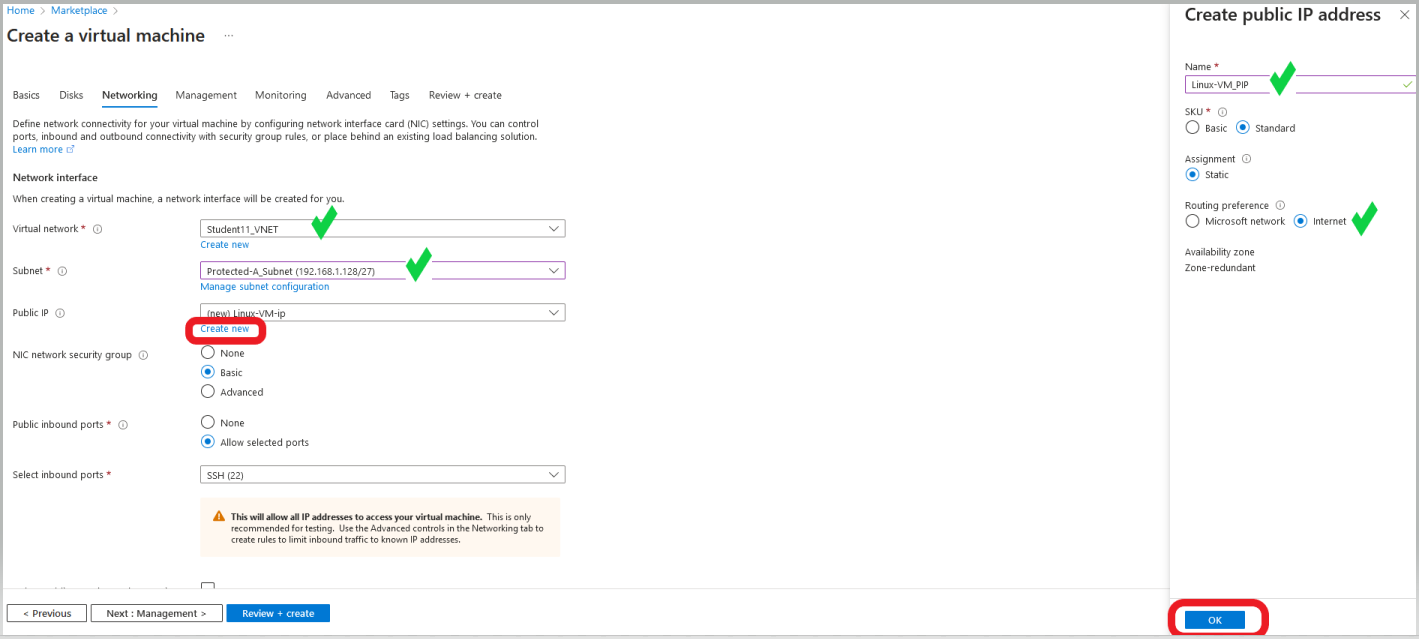 Home > Marketplace >
Create a virtual machine ...
Basics Disks Networking Management Monitoring Advanced Tags Review + create
Define network connectivity for your virtual machine by configuring network interface card (NIC) settings. You can control
ports, inbound and outbound connectivity with security group rules, or place behind an existing load balancing solution.
Learn more
Network interface
When creating a virtual machine, a network interface will be created for you.
Virtual network *
Student11_VNET
Create new
Subnet *
Protected-A_Subnet (192.168.1.128/27)
Manage subnet configuration
Public IP
(new) Linux-VM-ip
Create new
NIC network security group
None
Basic
Advanced
Public inbound ports *
None
Allow selected ports
Select inbound ports *
SSH (22)
This will allow all IP addresses to access your virtual machine. This is only
recommended for testing. Use the Advanced controls in the Networking tab to
create rules to limit inbound traffic to known IP addresses.
< Previous
Next : Management >
Review + create
Create public IP address
Name *
Linux-VM_PIP
SKU *
Basic Standard
Assignment
Static
Routing preference
Microsoft network Internet
Availability zone
Zone-redundant
OK